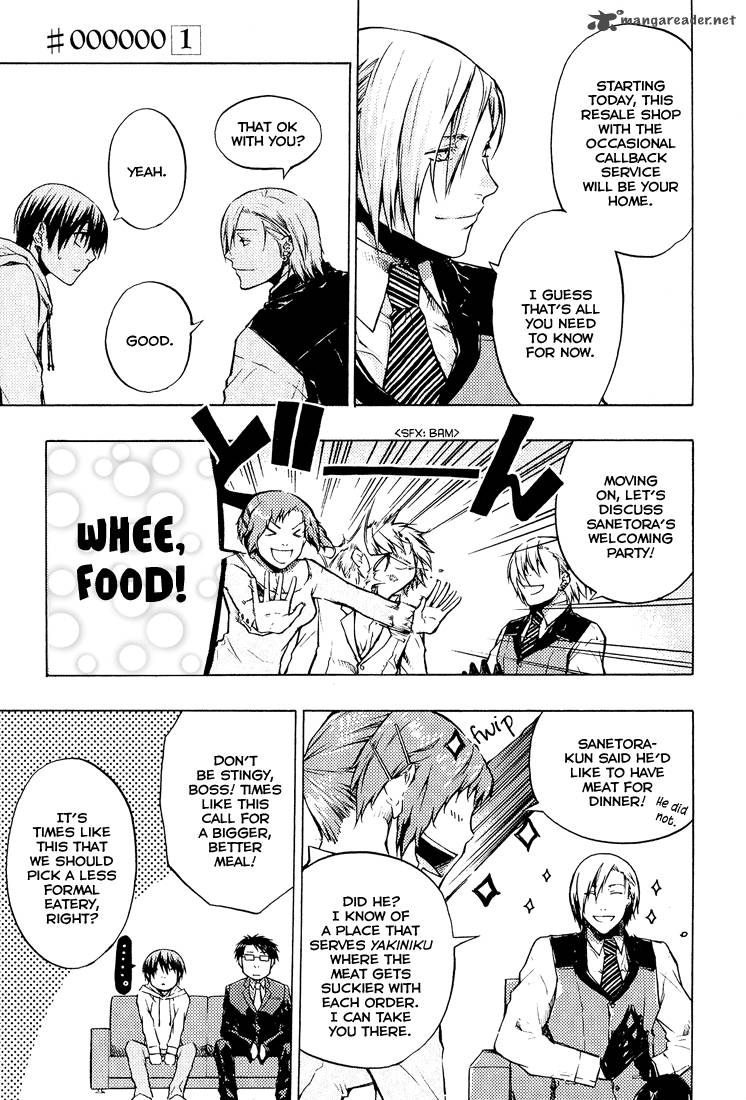 mangareader.net
#000000 1
STARTING
TODAY, THIS
RESALE SHOP
WITH THE
OCCASIONAL
CALLBACK
SERVICE
WILL BE YOUR
HOME.
I GUESS
THAT'S ALL
YOU NEED
TO KNOW
FOR NOW.
THAT OK
WITH YOU?
YEAH.
GOOD.
<SFX: BAM>
どーーん
MOVING
ON, LET'S
DISCUSS
SANETORA'S
WELCOMING
PARTY!
WHEE,
FOOD!
SANETORA-
KUN SAID HE'D
LIKE TO HAVE
MEAT FOR
DINNER!
He did
not.
fwip
DID HE?
I KNOW OF
A PLACE THAT
SERVES YAKINIKU
WHERE THE
MEAT GETS
SUCKIER WITH
EACH ORDER.
I CAN TAKE
YOU THERE.
DON'T
BE STINGY,
BOSS! TIMES
LIKE THIS
CALL FOR
A BIGGER,
BETTER
MEAL!
IT'S
TIMES LIKE
THIS THAT
WE SHOULD
PICK A LESS
FORMAL
EATERY,
RIGHT?
.....